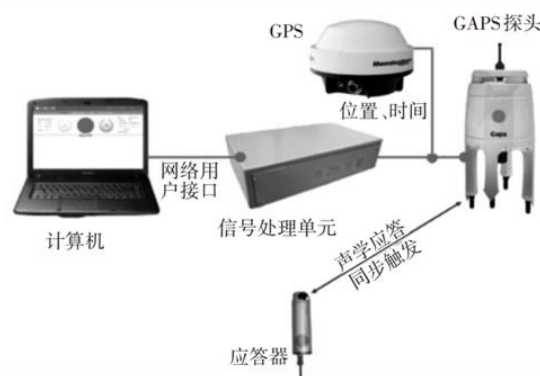 GPS
GAPS探头
位置、时间
Gaps
网络用
户接口
信号处理单元
计算机
声学应答
同步触发
应答器